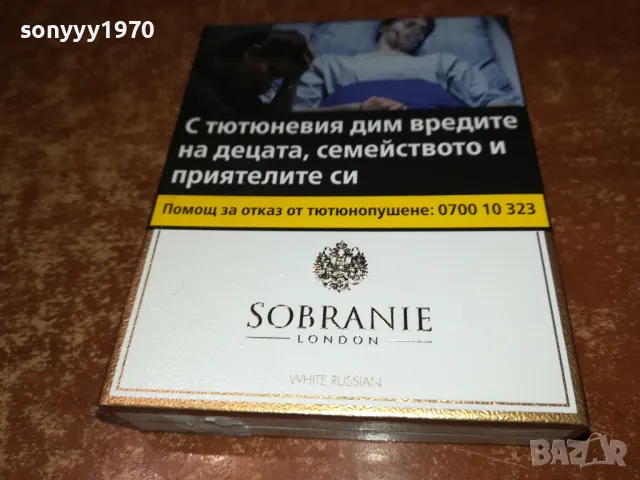 sonyyy1970
С тютюневия дим вредите
на децата, семейството и
приятелите си
Помощ за отказ от тютюнопушене: 0700 10 323
SOBRANIE
LONDON
WHITE RUSSIAN
BAZAR